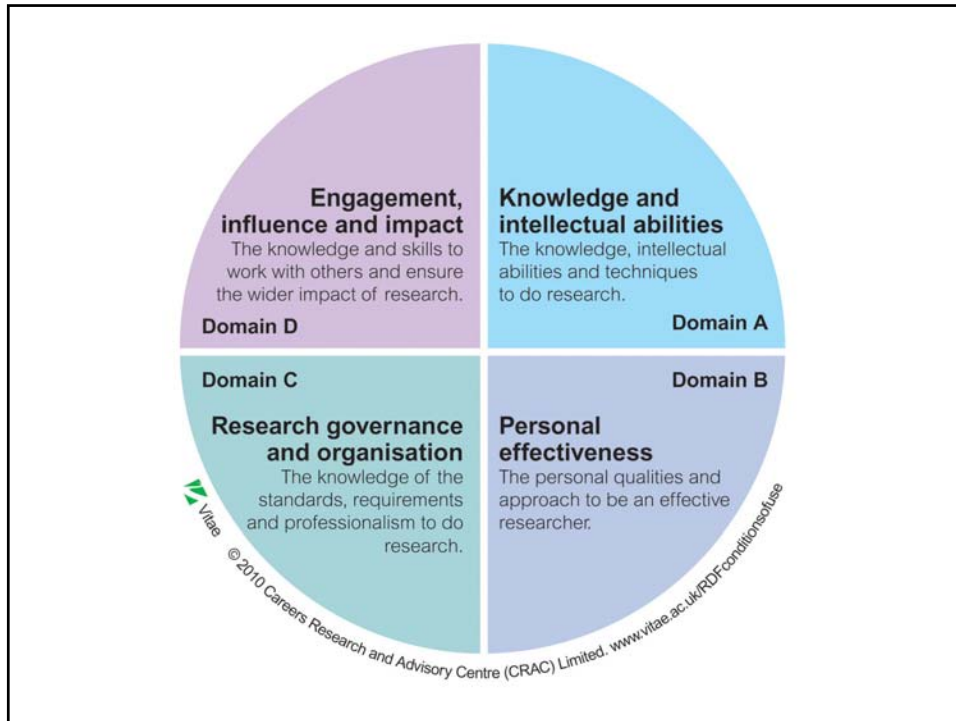 Engagement,
influence and impact
The knowledge and skills to
work with others and ensure
the wider impact of research.
Domain D
Knowledge and
intellectual abilities
The knowledge, intellectual
abilities and techniques
to do research.
Domain A
Domain C
Research governance
and organisation
The knowledge of the
standards, requirements
and professionalism to do
research.
Domain B
Personal
effectiveness
The personal qualities and
approach to be an effective
researcher.
Vitae © 2010 Careers Research and Advisory Centre (CRAC) Limited. www.vitae.ac.uk/RDFconditionsofuse